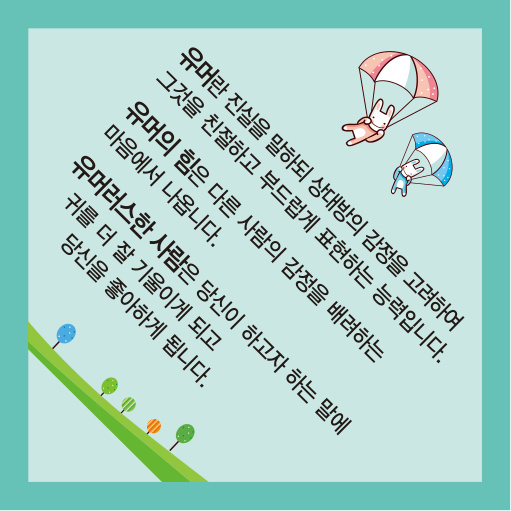 유머란 진실을 말하되 상대방의 감정을 고려하여
그것을 친절하고 부드럽게 표현하는 능력입니다.
유머의 힘은 다른 사람의 감정을 배려하는
마음에서 나옵니다.
유머러스한 사람은 당신이 하고자 하는 말에
귀를 더 잘 기울이게 되고
당신을 좋아하게 됩니다.